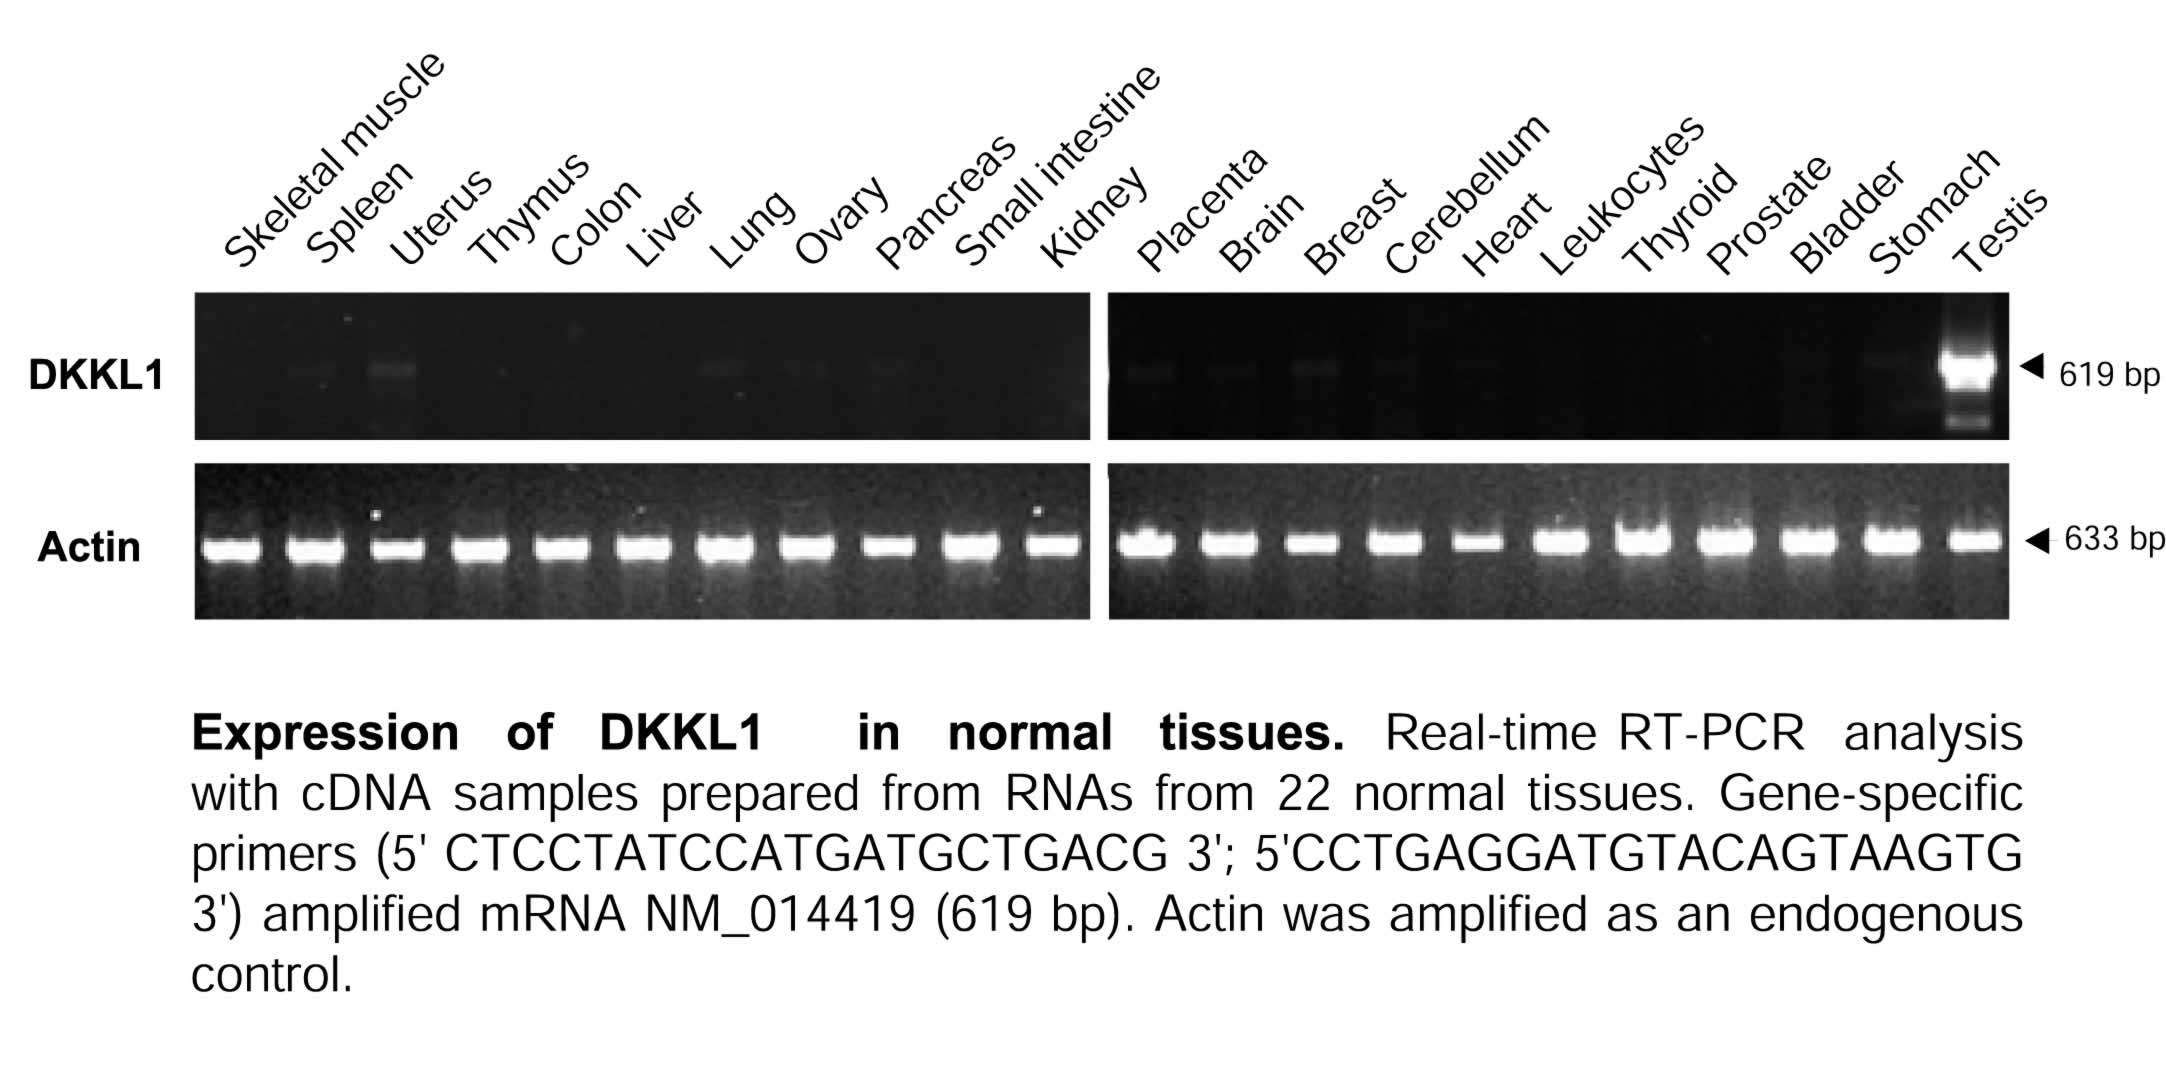 Skeletal muscle
Spleen
Uterus
Thymus
Colon
Liver
Lung
Ovary
Pancreas
Small intestine
Kidney
Placenta
Brain
Breast
Cerebellum
Heart
Leukocytes
Thyroid
Prostate
Bladder
Stomach
Testis
DKKL1
619 bp
Actin
633 bp
Expression of DKKL1 in normal tissues. Real-time RT-PCR analysis
with cDNA samples prepared from RNAs from 22 normal tissues. Gene-specific
primers (5' CTCCTATCCATGATGCTGACG 3'; 5'CCTGAGGATGTACAGTAAGTG
3') amplified mRNA NM_014419 (619 bp). Actin was amplified as an endogenous
control.